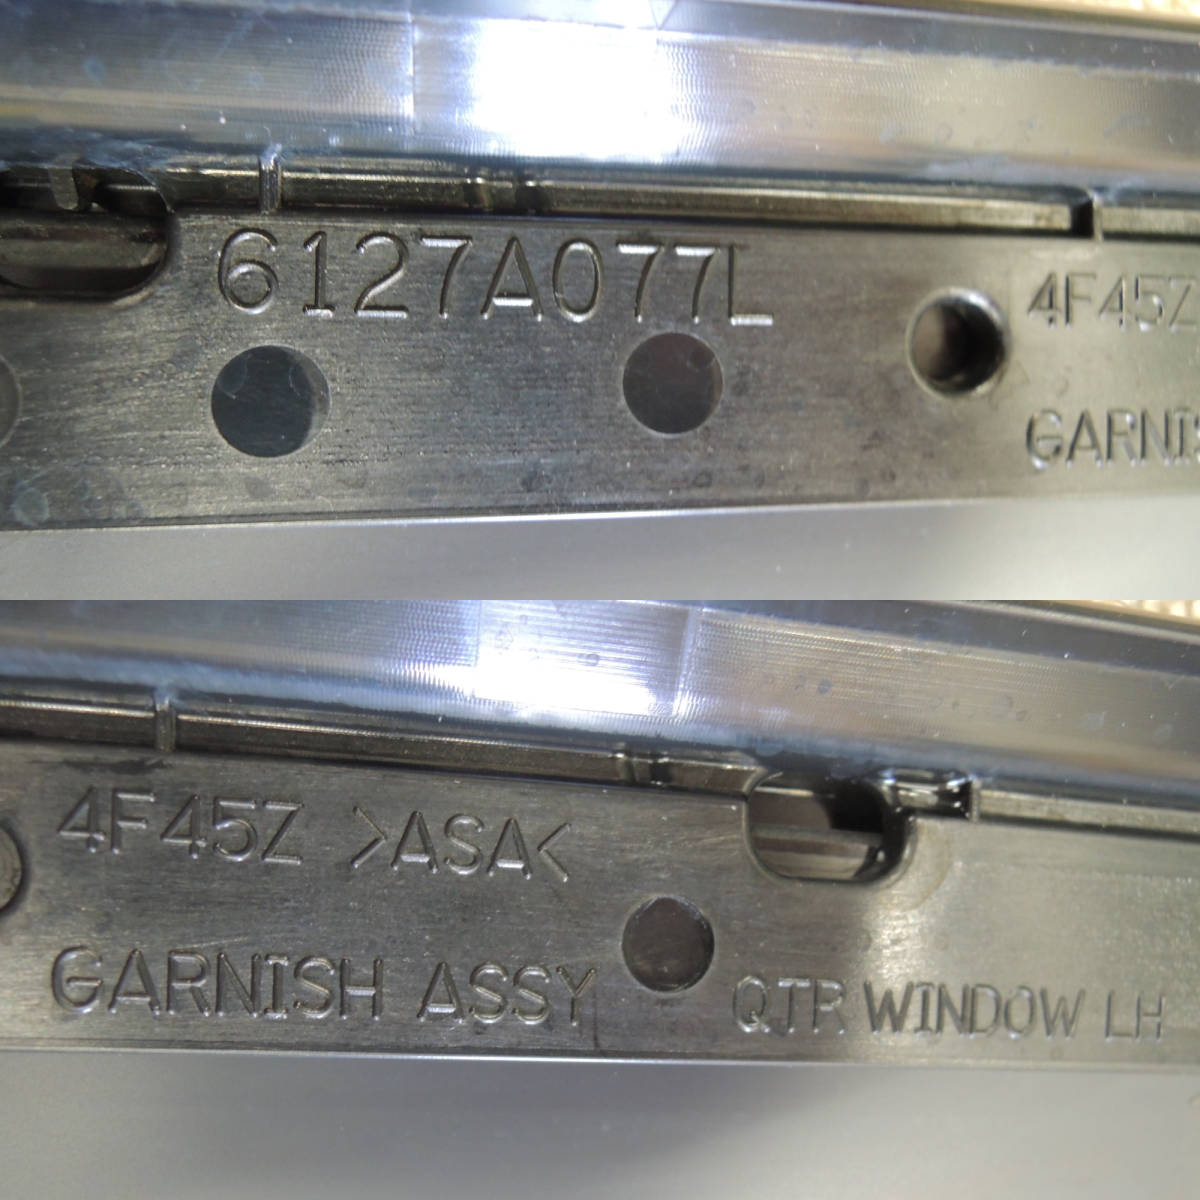 6127A077L
4F45Z
GARNIS
4F45Z >ASA<
GARNISH ASSY QTR WINDOW LH